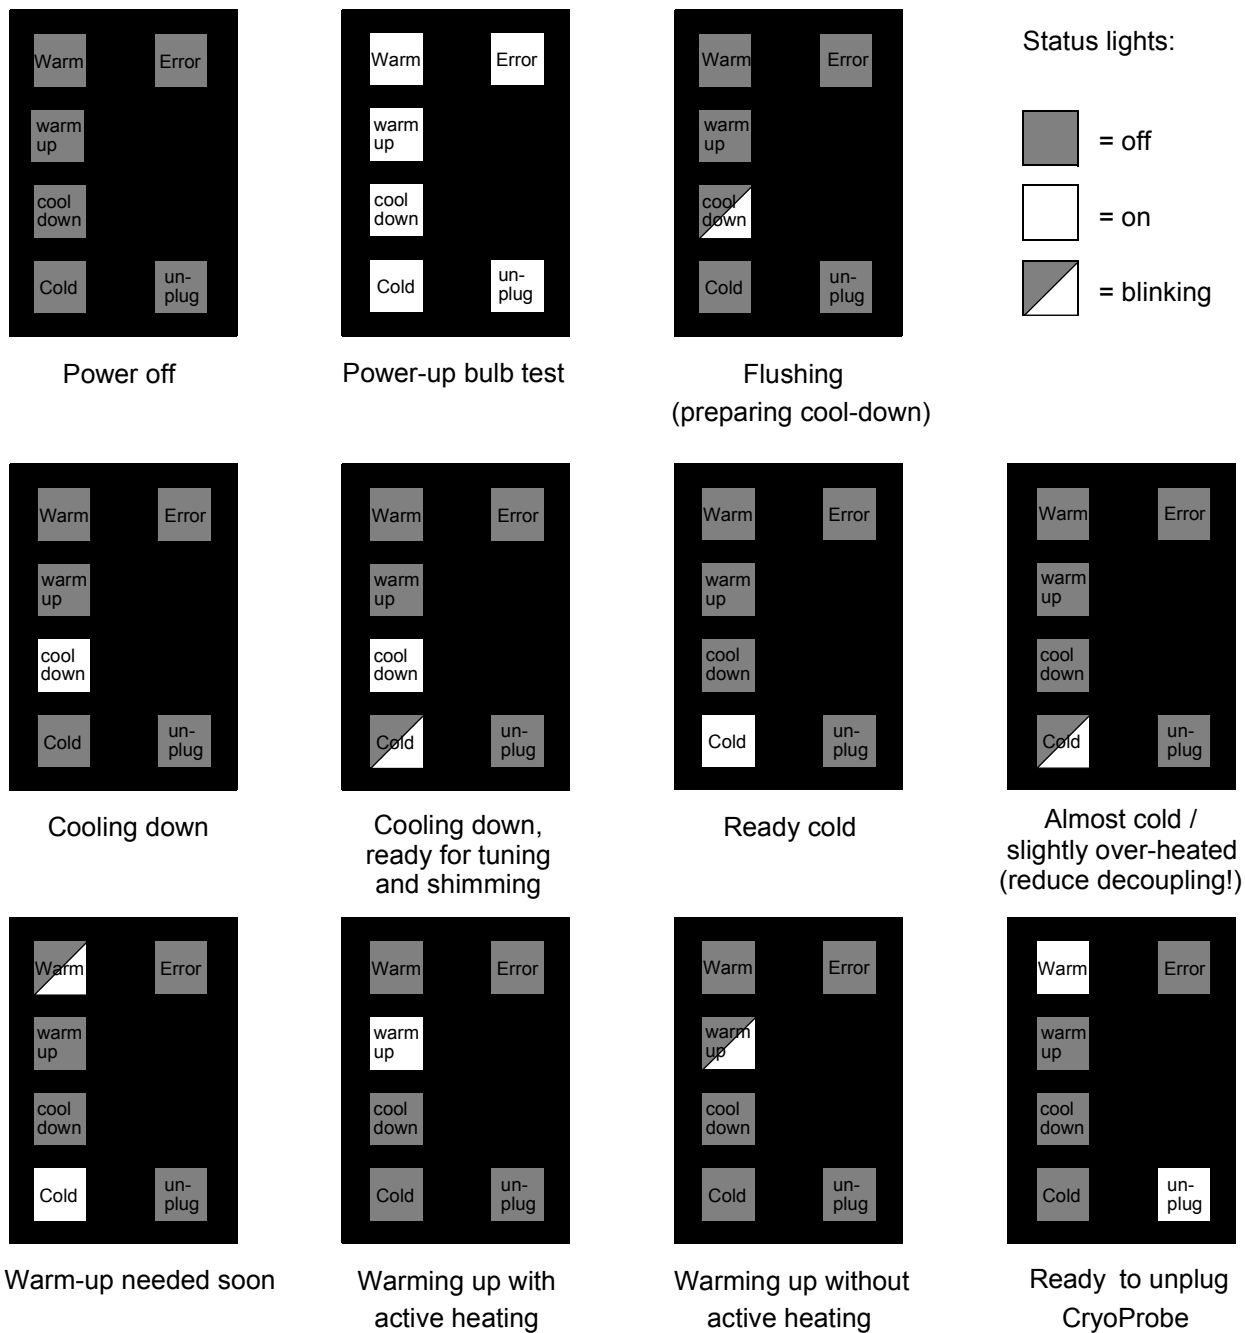 Warm Error
warm
up
cool
down
Cold un-
plug
Power off
Warm Error
warm
up
cool
down
Cold un-
plug
Power-up bulb test
Warm Error
warm
up
cool
down
Cold un-
plug
Flushing
(preparing cool-down)
Status lights:
= off
= on
= blinking
Warm Error
warm
up
cool
down
Cold un-
plug
Cooling down
Warm Error
warm
up
cool
down
Cold un-
plug
Cooling down,
ready for tuning
and shimming
Warm Error
warm
up
cool
down
Cold un-
plug
Ready cold
Warm Error
warm
up
cool
down
Cold un-
plug
Almost cold /
slightly over-heated
(reduce decoupling!)
Warm Error
warm
up
cool
down
Cold un-
plug
Warm-up needed soon
Warm Error
warm
up
cool
down
Cold un-
plug
Warming up with
active heating
Warm Error
warm
up
cool
down
Cold un-
plug
Warming up without
active heating
Warm Error
warm
up
cool
down
Cold un-
plug
Ready to unplug
CryoProbe